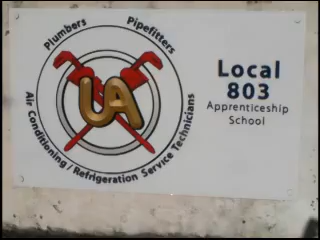 Plumbers
Pipefitters
Air Conditioning / Refrigeration Service Technicians
UA
Local
803
Apprenticeship
School